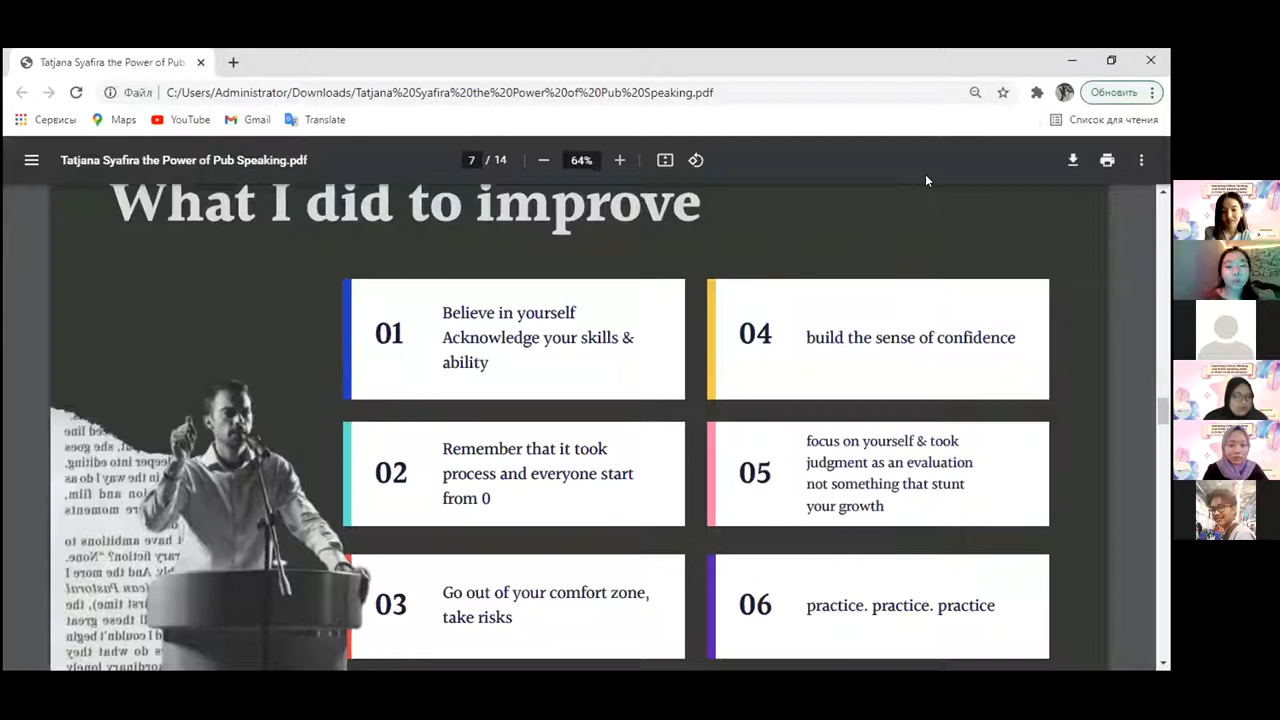 Tatjana Syafira the Power of Pub
Файл
C:/Users/Administrator/Downloads/Tatjana%20Syafira%20the%20Power%20of%20Pub%20Speaking.pdf
Обновить
Сервисы
Maps
YouTube
Gmail
Translate
Список для чтения
Tatjana Syafira the Power of Pub Speaking.pdf
7 / 14
64%
What I did to improve
01
Believe in yourself
Acknowledge your skills &
ability
02
Remember that it took
process and everyone start
from 0
03
Go out of your comfort zone,
take risks
04
build the sense of confidence
05
focus on yourself & took
judgment as an evaluation
not something that stunt
your growth
06
practice. practice. practice